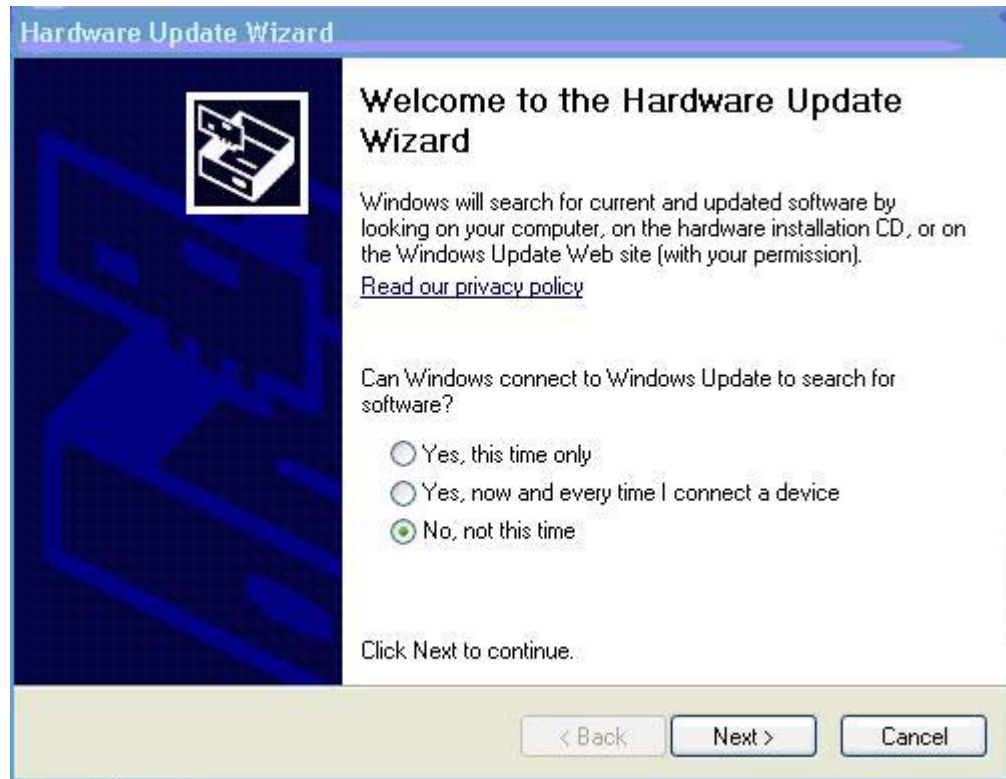 Hardware Update Wizard
Welcome to the Hardware Update
Wizard
Windows will search for current and updated software by
looking on your computer, on the hardware installation CD, or on
the Windows Update Web site (with your permission).
Read our privacy policy
Can Windows connect to Windows Update to search for
software?
Yes, this time only
Yes, now and every time I connect a device
No, not this time
Click Next to continue.
< Back
Next >
Cancel